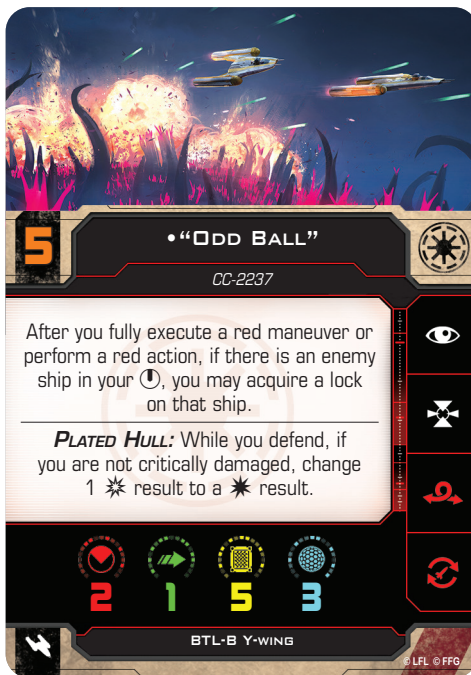 5
•“Odd Ball”
CC-2237
After you fully execute a red maneuver or
perform a red action, if there is an enemy
ship in your , you may acquire a lock
on that ship.
Plated Hull: While you defend, if
you are not critically damaged, change
1 result to a result.
2 1 5 3
BTL-B Y-wing
© LFL © FFG